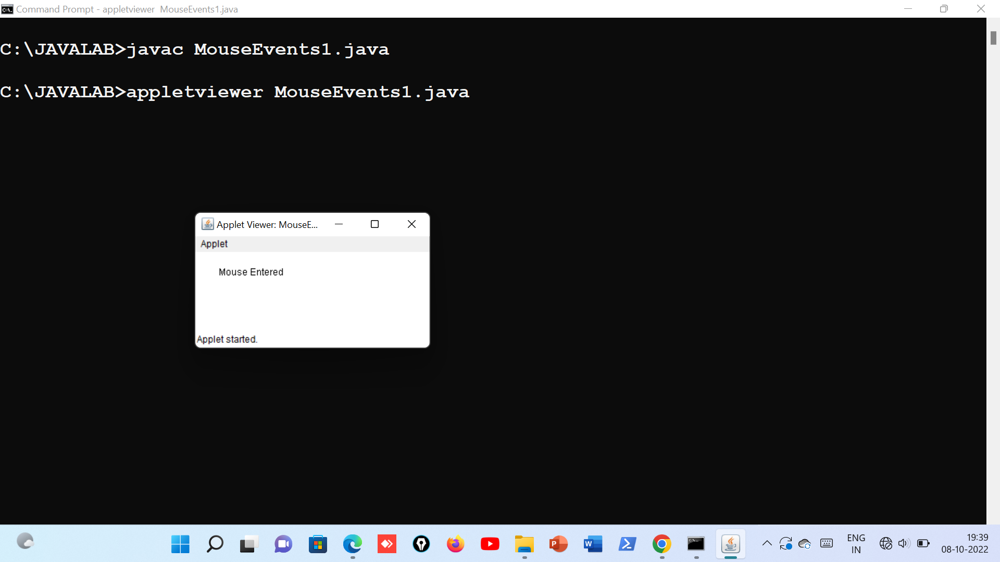 Command Prompt - appletviewer  MouseEvents1.java
C:\JAVALAB>javac MouseEvents1.java
C:\JAVALAB>appletviewer MouseEvents1.java
Applet Viewer: MouseE...
Applet
Mouse Entered
Applet started.
ENG
IN
19:39
08-10-2022